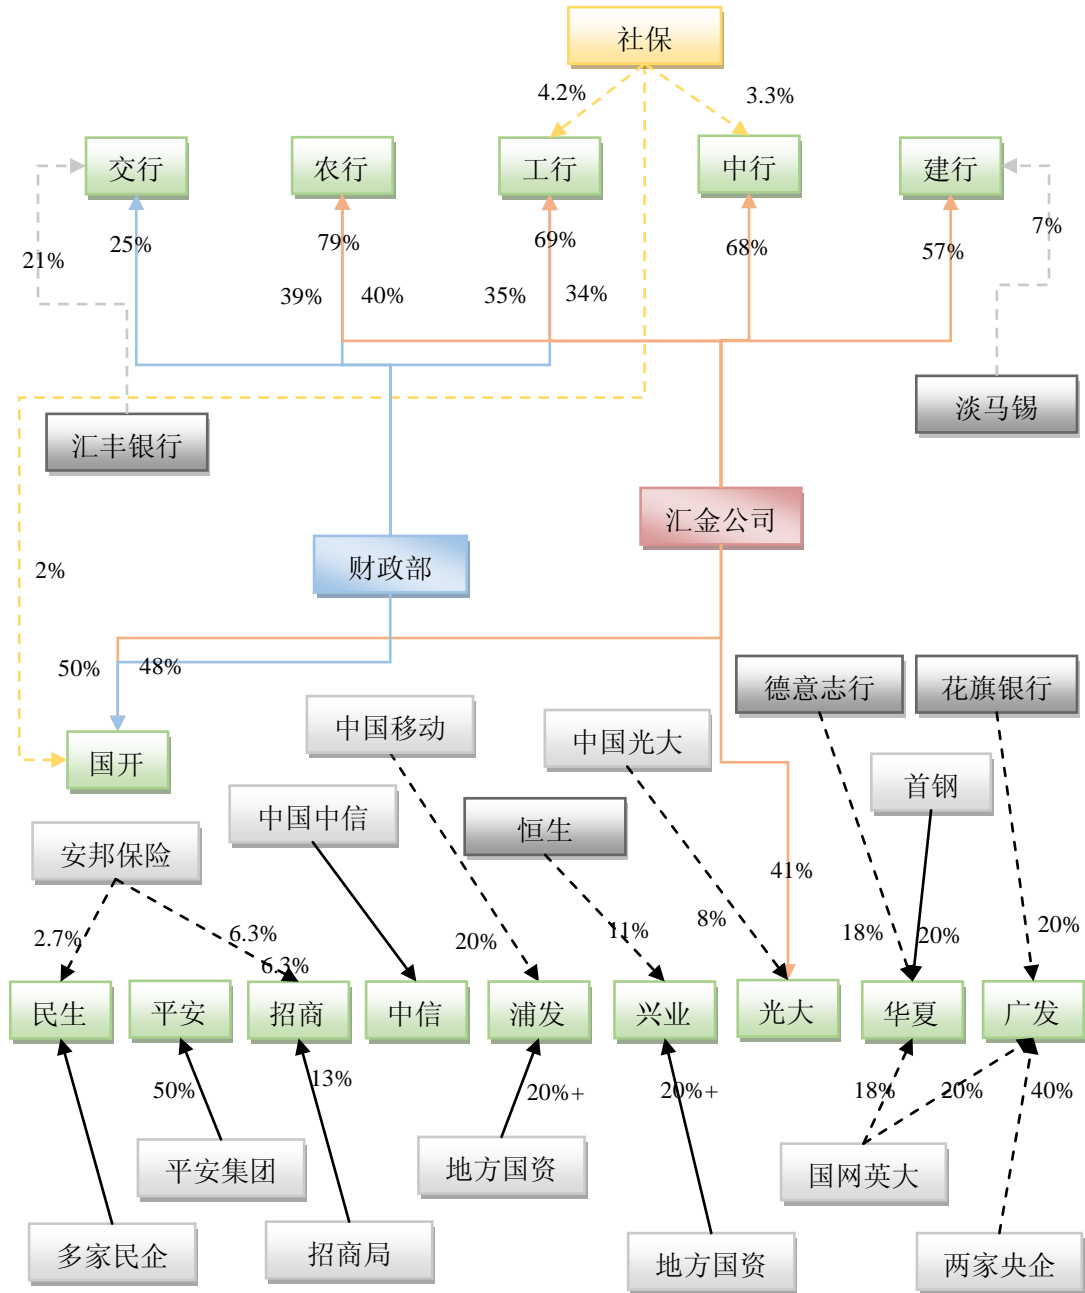 社保
4.2%
3.3%
交行
农行
工行
中行
建行
21%
25%
79%
69%
68%
57%
7%
39%
40%
35%
34%
汇丰银行
淡马锡
汇金公司
财政部
2%
50%
48%
国开
中国移动
中国光大
德意志行
花旗银行
首钢
中国中信
恒生
安邦保险
41%
2.7%
6.3%
6.3%
20%
11%
8%
18%
20%
20%
民生
平安
招商
中信
浦发
兴业
光大
华夏
广发
50%
13%
20%+
20%+
18%
20%
40%
平安集团
地方国资
国网英大
多家民企
招商局
地方国资
两家央企